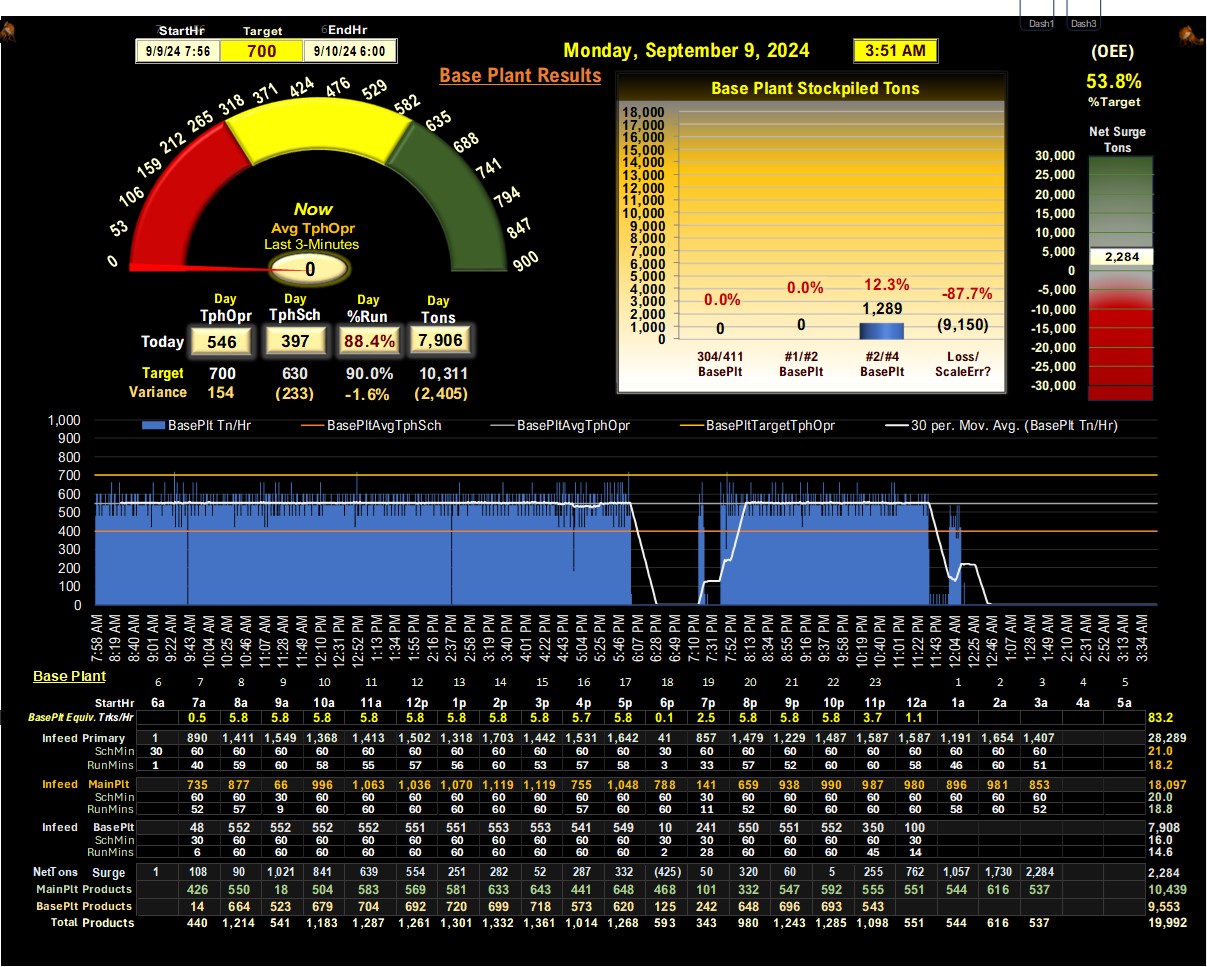 Dash1 Dash3
StartHr Target EndHr
9/9/24 7:56 700 9/10/24 6:00
Monday, September 9, 2024 3:51 AM
(OEE)
53.8%
%Target
Base Plant Results
Net Surge
Tons
0 53 106 159 212 265 318 371 424 476 529 582 635 688 741 794 847 900
Now
Avg TphOpr
Last 3-Minutes
0
Day TphOpr Day TphSch Day %Run Day Tons
Today 546 397 88.4% 7,906
Target 700 630 90.0% 10,311
Variance 154 (233) -1.6% (2,405)
Base Plant Stockpiled Tons
18,000
17,000
16,000
15,000
14,000
13,000
12,000
11,000
10,000
9,000
8,000
7,000
6,000
5,000
4,000
3,000
2,000
1,000
0
0.0% 0.0% 12.3% -87.7%
0 0 1,289 (9,150)
304/411 BasePlt #1/#2 BasePlt #2/#4 BasePlt Loss/ ScaleErr?
30,000
25,000
20,000
15,000
10,000
5,000
2,284
0
-5,000
-10,000
-15,000
-20,000
-25,000
-30,000
BasePlt Tn/Hr BasePltAvgTphSch BasePltAvgTphOpr BasePltTargetTphOpr 30 per. Mov. Avg. (BasePlt Tn/Hr)
1,000
900
800
700
600
500
400
300
200
100
0
7:58 AM 8:19 AM 8:40 AM 9:01 AM 9:22 AM 9:43 AM 10:04 AM 10:25 AM 10:46 AM 11:07 AM 11:28 AM 11:49 AM 12:10 PM 12:31 PM 12:52 PM 1:13 PM 1:34 PM 1:55 PM 2:16 PM 2:37 PM 2:58 PM 3:19 PM 3:40 PM 4:01 PM 4:22 PM 4:43 PM 5:04 PM 5:25 PM 5:46 PM 6:07 PM 6:28 PM 6:49 PM 7:10 PM 7:31 PM 7:52 PM 8:13 PM 8:34 PM 8:55 PM 9:16 PM 9:37 PM 9:58 PM 10:19 PM 10:40 PM 11:01 PM 11:22 PM 11:43 PM 12:04 AM 12:25 AM 12:46 AM 1:07 AM 1:28 AM 1:49 AM 2:10 AM 2:31 AM 2:52 AM 3:13 AM 3:34 AM
Base Plant
6 7 8 9 10 11 12 13 14 15 16 17 18 19 20 21 22 23 1 2 3 4 5
StartHr 6a 7a 8a 9a 10a 11a 12p 1p 2p 3p 4p 5p 6p 7p 8p 9p 10p 11p 12a 1a 2a 3a 4a 5a
BasePlt Equiv. Trks/Hr 0.5 5.8 5.8 5.8 5.8 5.8 5.8 5.8 5.8 5.7 5.8 0.1 2.5 5.8 5.8 5.8 3.7 1.1 83.2
Infeed Primary 1 890 1,411 1,549 1,368 1,413 1,502 1,318 1,703 1,442 1,531 1,642 41 857 1,479 1,229 1,487 1,587 1,587 1,191 1,654 1,407 28,289
SchMin 30 60 60 60 60 60 60 60 60 60 60 60 30 60 60 60 60 60 60 60 60 60 21.0
RunMins 1 40 59 60 58 55 57 56 60 53 57 58 3 33 57 52 60 60 58 46 60 51 18.2
Infeed MainPlt 735 877 66 996 1,063 1,036 1,070 1,119 1,119 755 1,048 788 141 659 938 990 987 980 896 981 853 18,097
SchMin 60 60 30 60 60 60 60 60 60 60 60 60 30 60 60 60 60 60 60 60 60 20.0
RunMins 52 57 9 60 60 60 60 60 60 53 60 60 11 58 60 60 60 60 58 60 52 18.8
Infeed BasePlt 48 552 552 552 552 551 551 553 553 541 549 10 241 550 551 552 350 100 7,908
SchMin 30 60 60 60 60 60 60 60 60 60 60 30 30 60 60 60 60 30 16.0
RunMins 6 60 60 60 60 60 60 60 60 60 60 2 28 60 60 60 45 14 14.6
NetTons Surge 1 108 90 1,021 841 639 554 251 282 52 287 332 (425) 50 320 60 5 255 762 1,057 1,730 2,284 2,284
MainPlt Products 426 550 18 504 583 569 581 633 643 441 648 468 101 332 547 592 555 551 544 616 537 10,439
BasePlt Products 14 664 523 679 704 692 720 699 718 573 620 125 242 648 696 693 543 9,553
Total Products 440 1,214 541 1,183 1,287 1,261 1,301 1,332 1,361 1,014 1,268 593 343 980 1,243 1,285 1,098 551 544 616 537 19,992